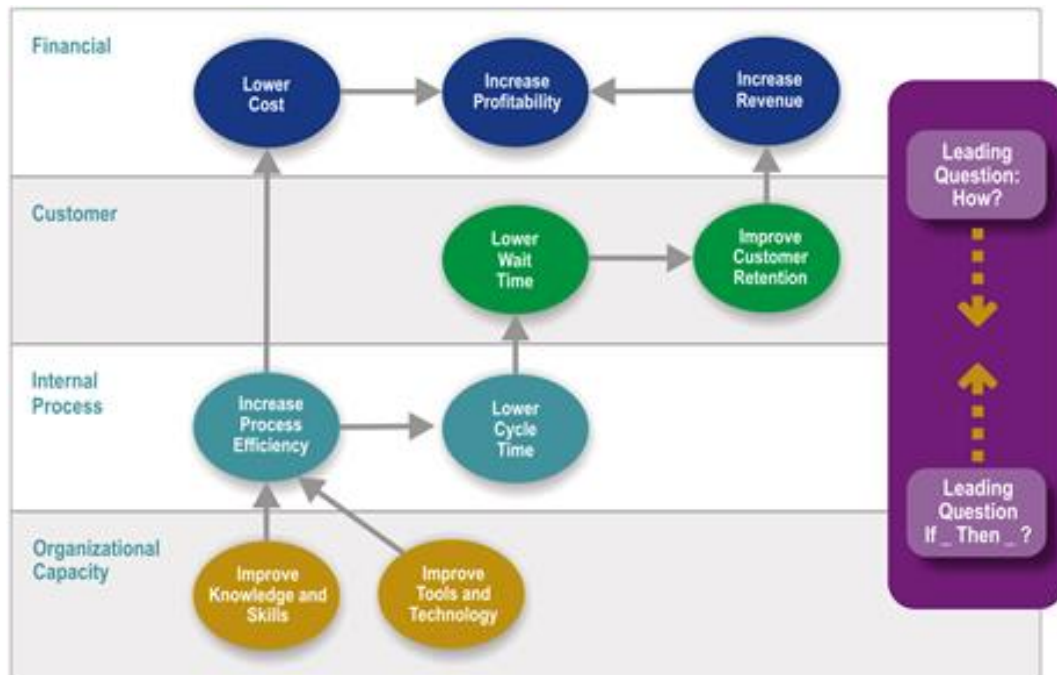 Financial
Lower
Cost
Increase
Profitability
Increase
Revenue
Leading
Question:
How?
Customer
Lower
Wait
Time
Improve
Customer
Retention
Internal
Process
Increase
Process
Efficiency
Lower
Cycle
Time
Leading
Question
If _ Then _ ?
Organizational
Capacity
Improve
Knowledge and
Skills
Improve
Tools and
Technology